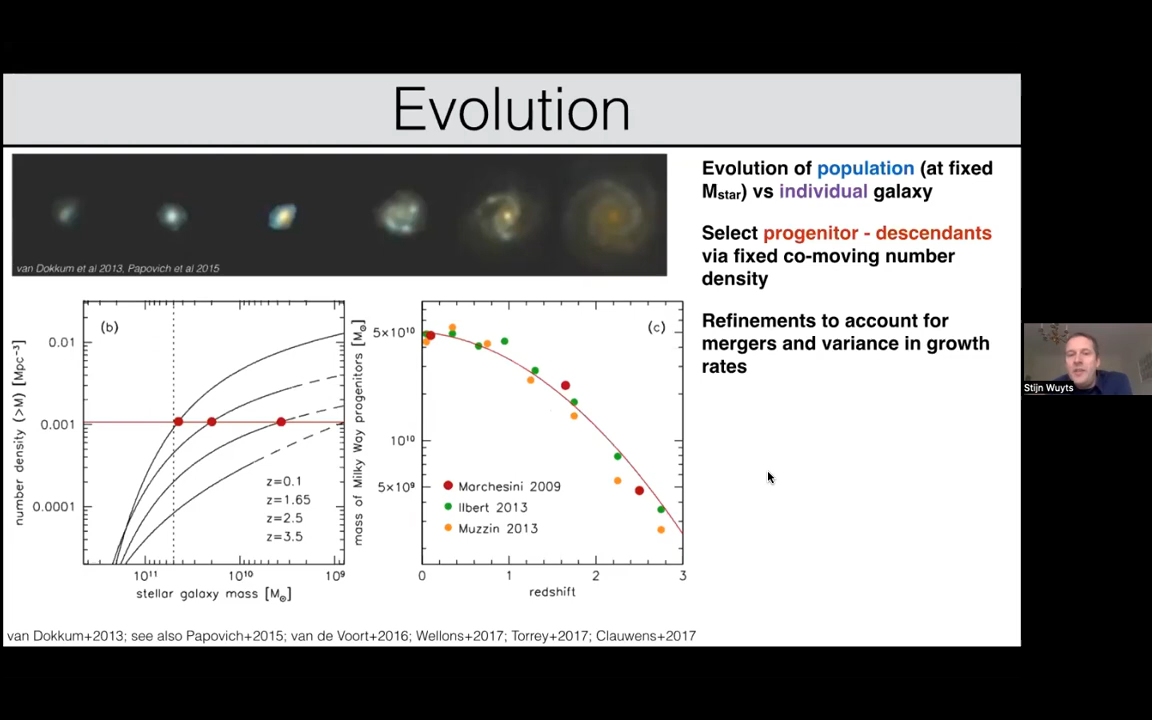 Evolution
van Dokkum et al 2013, Papovich et al 2015
Evolution of population (at fixed
Mstar) vs individual galaxy
Select progenitor - descendants
via fixed co-moving number
density
Refinements to account for
mergers and variance in growth
rates
(b)
number density (>M) [Mpc⁻³]
0.01
0.001
0.0001
z=0.1
z=1.65
z=2.5
z=3.5
10¹¹
10¹⁰
10⁹
stellar galaxy mass [M⊙]
(c)
mass of Milky Way progenitors [M⊙]
5×10¹⁰
10¹⁰
5×10⁹
Marchesini 2009
Ilbert 2013
Muzzin 2013
0
1
2
3
redshift
van Dokkum+2013; see also Papovich+2015; van de Voort+2016; Wellons+2017; Torrey+2017; Clauwens+2017
Stijn Wuyts